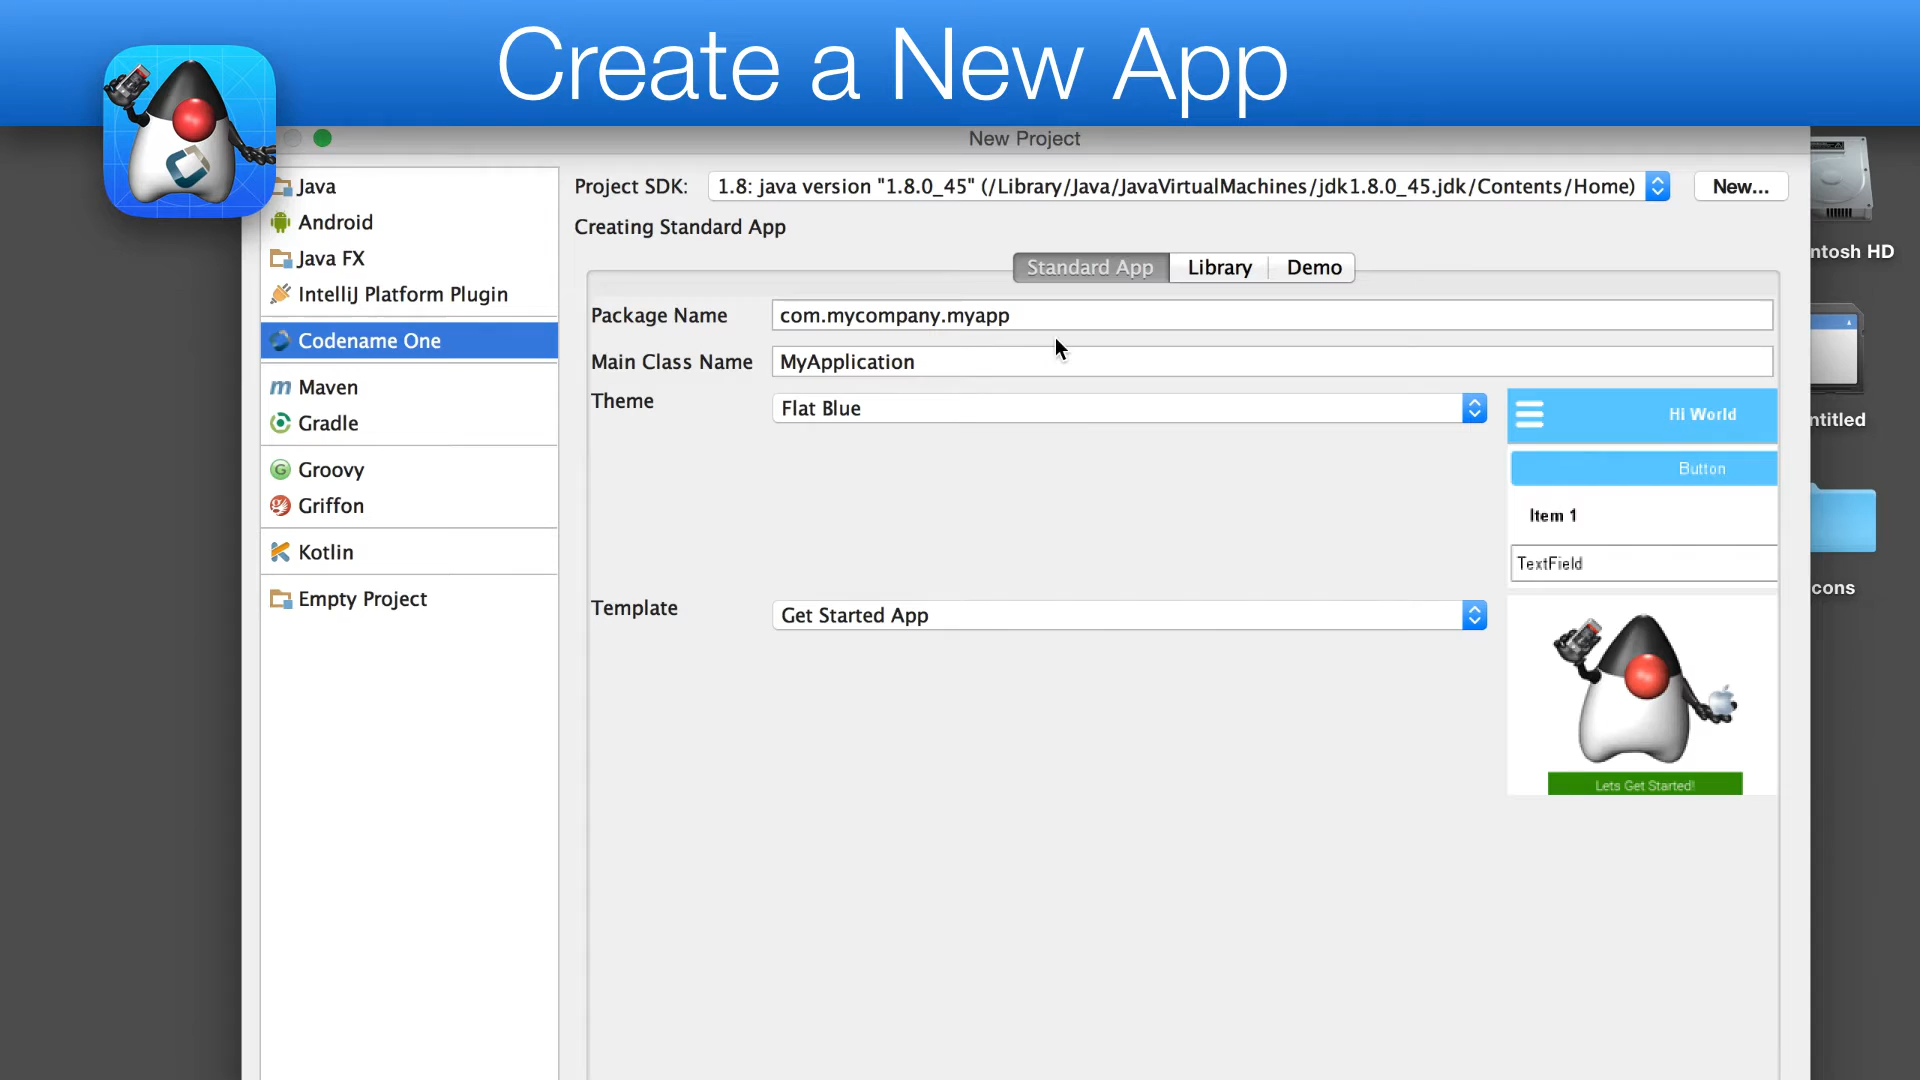 Create a New App
New Project
Java
Android
Java FX
IntelliJ Platform Plugin
Codename One
Maven
Gradle
Groovy
Griffon
Kotlin
Empty Project
Project SDK: 1.8: java version "1.8.0_45" (/Library/Java/JavaVirtualMachines/jdk1.8.0_45.jdk/Contents/Home) New...
Creating Standard App
Standard App Library Demo
Package Name com.mycompany.myapp
Main Class Name MyApplication
Theme Flat Blue
Hi World
Button
Item 1
TextField
Template Get Started App
Lets Get Started!
ntosh HD
ntitled
cons